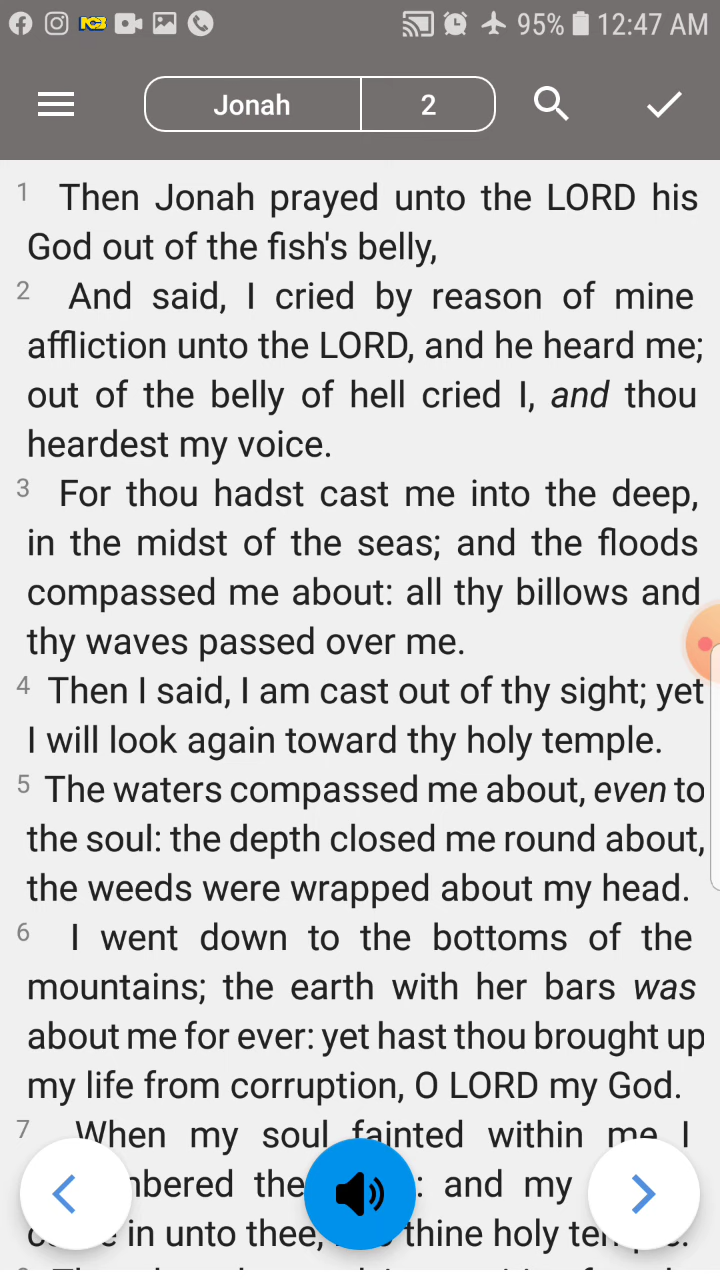 NCB 95% 12:47 AM
Jonah 2
1 Then Jonah prayed unto the LORD his
God out of the fish's belly,
2 And said, I cried by reason of mine
affliction unto the LORD, and he heard me;
out of the belly of hell cried I, and thou
heardest my voice.
3 For thou hadst cast me into the deep,
in the midst of the seas; and the floods
compassed me about: all thy billows and
thy waves passed over me.
4 Then I said, I am cast out of thy sight; yet
I will look again toward thy holy temple.
5 The waters compassed me about, even to
the soul: the depth closed me round about,
the weeds were wrapped about my head.
6 I went down to the bottoms of the
mountains; the earth with her bars was
about me for ever: yet hast thou brought up
my life from corruption, O LORD my God.
7 When my soul fainted within me I
the : and my
in unto thee, thine holy